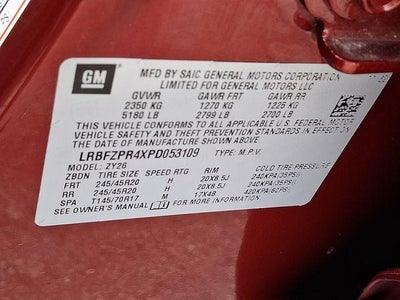 GM
MFD BY SAIC GENERAL MOTORS CORPORATION
LIMITED FOR GENERAL MOTORS LLC
GVWR GAWR FRT GAWR RR
2350 KG 1270 KG 1225 KG
5180 LB 2799 LB 2700 LB
THIS VEHICLE CONFORMS TO ALL APPLICABLE U.S. FEDERAL MOTOR
VEHICLE SAFETY AND THEFT PREVENTION STANDARDS IN EFFECT ON
THE DATE OF MANUFACTURE SHOWN ABOVE.
LRBFZPR4XPD053109 TYPE: M.P.V.
MODEL: ZY26
ZBDN TIRE SIZE SPEED RTG RIM COLD TIRE PRESSURE
FRT 245/45R20 H 20X8.5J 240KPA(35PSI)
RR 245/45R20 H 20X8.5J 240KPA(35PSI)
SPA T145/70R17 M 17X4B 420KPA(60PSI)
SEE OWNER'S MANUAL FOR MORE INFORMATION